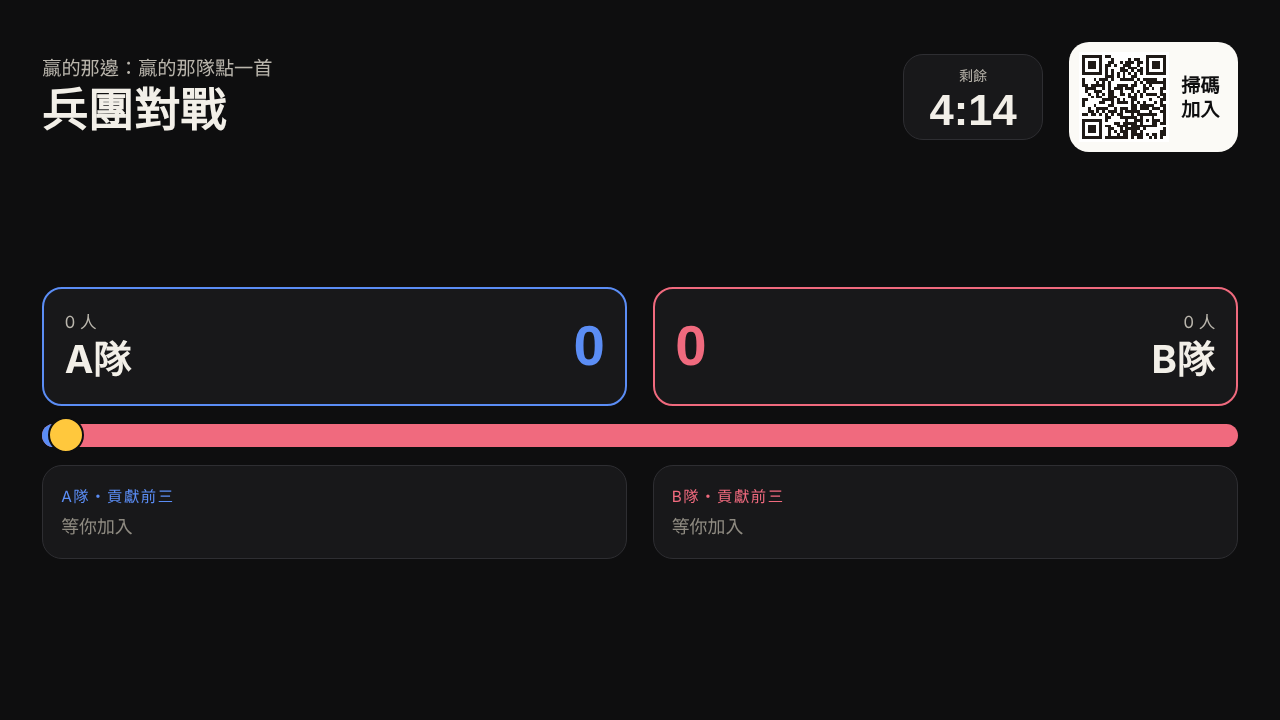 贏的那邊：贏的那隊點一首
兵團對戰
剩餘
4:14
掃碼
加入
0 人
A隊
0
0
0 人
B隊
A隊・貢獻前三
等你加入
B隊・貢獻前三
等你加入